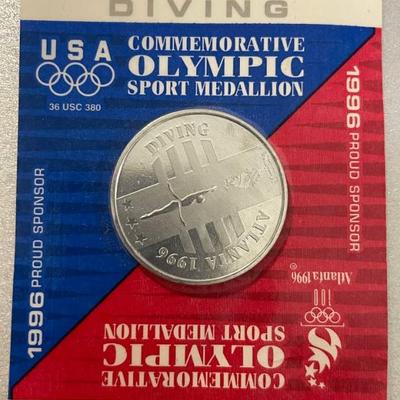 DIVING
USA
36 USC 380
COMMEMORATIVE
OLYMPIC
SPORT MEDALLION
1996 PROUD SPONSOR
1996 PROUD SPONSOR
DIVING
ATLANTA 1996
Atlanta 1996
100
COMMEMORATIVE
OLYMPIC
SPORT MEDALLION